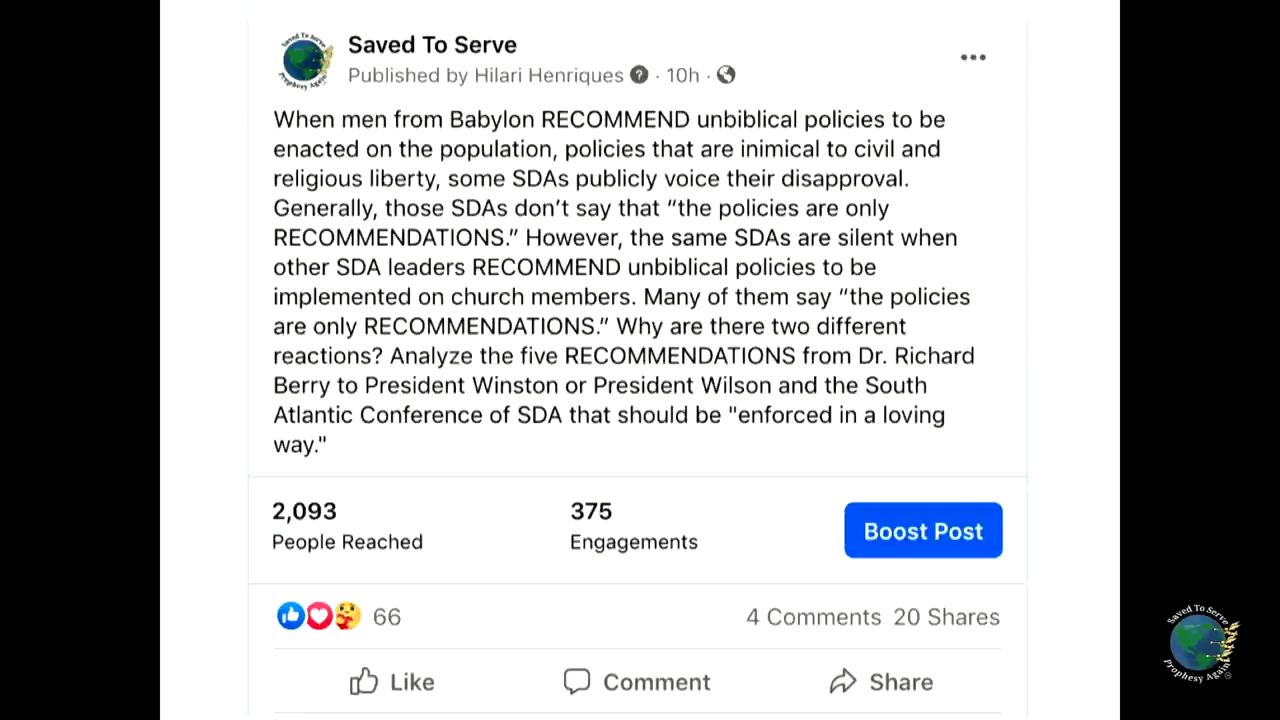 Saved To Serve
Prophesy Again
Saved To Serve
Published by Hilari Henriques ? · 10h ·
When men from Babylon RECOMMEND unbiblical policies to be
enacted on the population, policies that are inimical to civil and
religious liberty, some SDAs publicly voice their disapproval.
Generally, those SDAs don’t say that “the policies are only
RECOMMENDATIONS.” However, the same SDAs are silent when
other SDA leaders RECOMMEND unbiblical policies to be
implemented on church members. Many of them say “the policies
are only RECOMMENDATIONS.” Why are there two different
reactions? Analyze the five RECOMMENDATIONS from Dr. Richard
Berry to President Winston or President Wilson and the South
Atlantic Conference of SDA that should be "enforced in a loving
way."
2,093
People Reached
375
Engagements
Boost Post
66
4 Comments 20 Shares
Like
Comment
Share
Saved To Serve
Prophesy Again